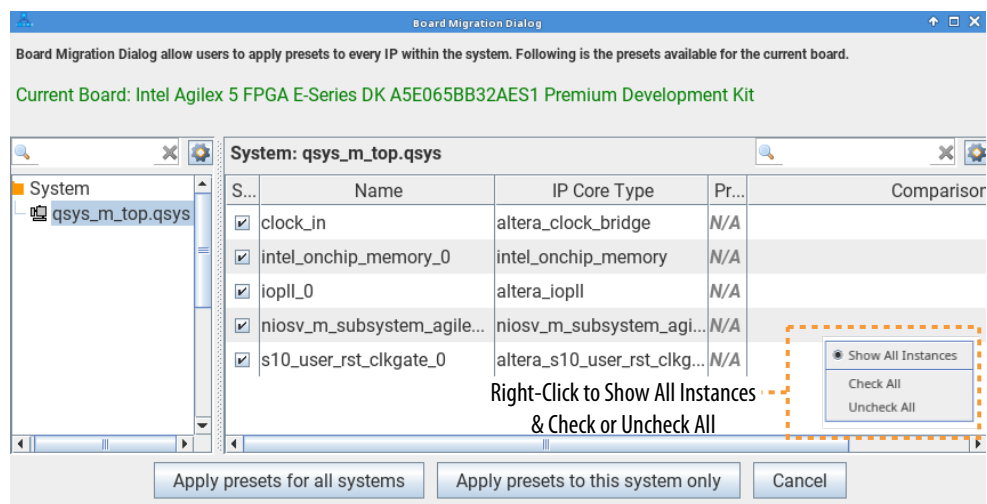 Board Migration Dialog
Board Migration Dialog allow users to apply presets to every IP within the system. Following is the presets available for the current board.
Current Board: Intel Agilex 5 FPGA E-Series DK A5E065BB32AES1 Premium Development Kit
System: qsys_m_top.qsys
System
qsys_m_top.qsys
S... Name IP Core Type Pr... Comparison
clock_in altera_clock_bridge N/A
intel_onchip_memory_0 intel_onchip_memory N/A
iopll_0 altera_iopll N/A
niosv_m_subsystem_agile... niosv_m_subsystem_agi... N/A
s10_user_rst_clkgate_0 altera_s10_user_rst_clkg... N/A
Show All Instances
Check All
Uncheck All
Right-Click to Show All Instances
& Check or Uncheck All
Apply presets for all systems Apply presets to this system only Cancel